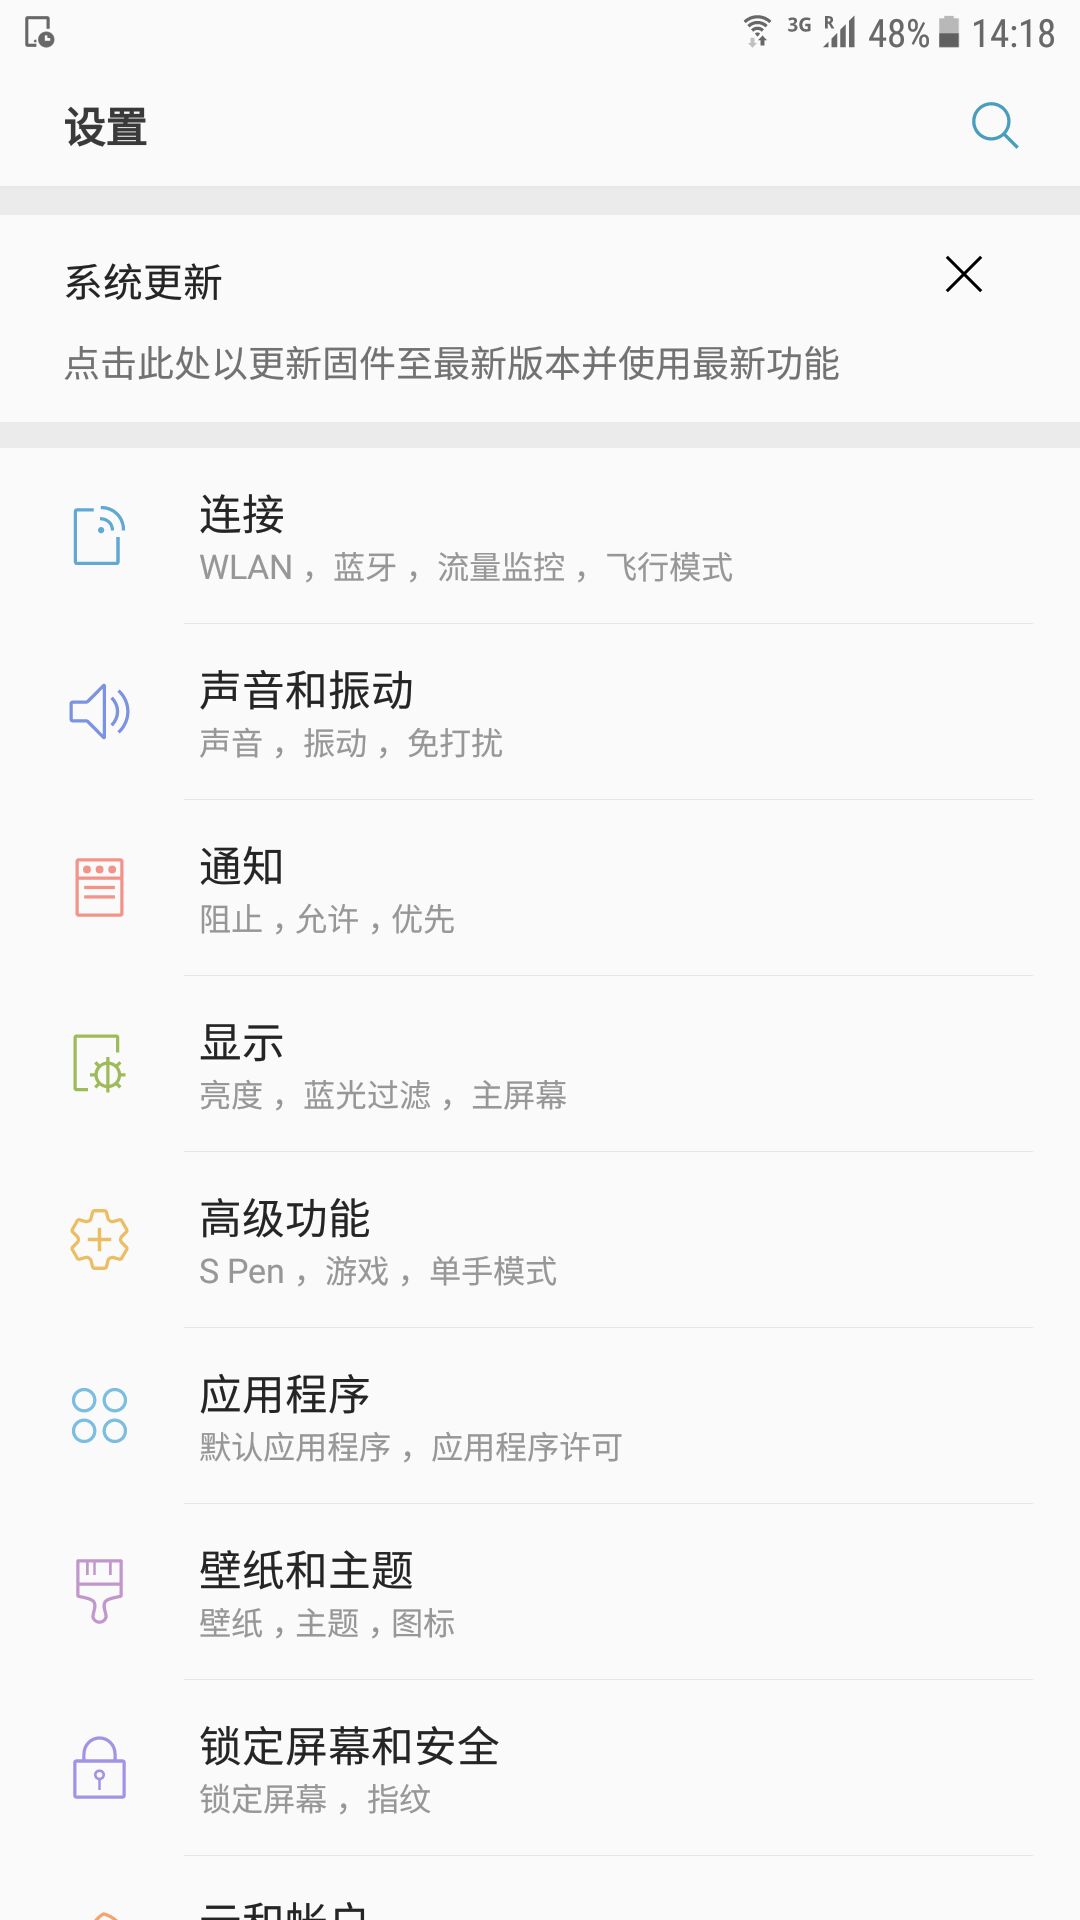 3G R 48% 14:18
设置
系统更新
点击此处以更新固件至最新版本并使用最新功能
连接
WLAN ，蓝牙 ，流量监控 ，飞行模式
声音和振动
声音 ，振动 ，免打扰
通知
阻止 ，允许 ，优先
显示
亮度 ，蓝光过滤 ，主屏幕
高级功能
S Pen ，游戏 ，单手模式
应用程序
默认应用程序 ，应用程序许可
壁纸和主题
壁纸 ，主题 ，图标
锁定屏幕和安全
锁定屏幕 ，指纹
云和帐户